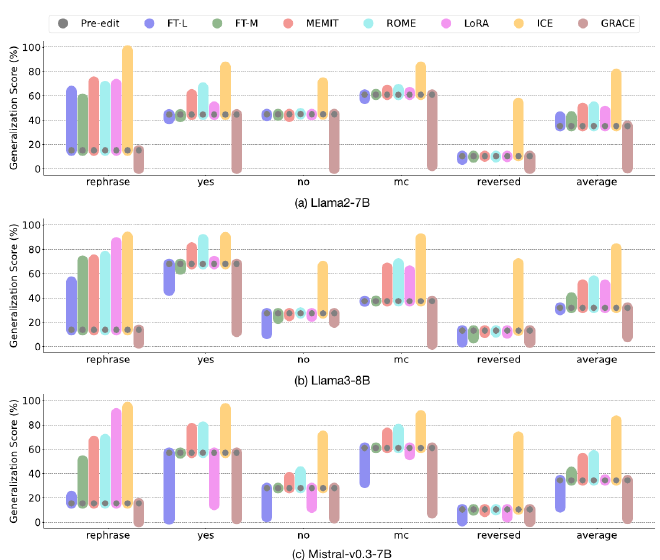 Pre-edit FT-L FT-M MEMIT ROME LoRA ICE GRACE
Generalization Score (%)
100
80
60
40
20
0
rephrase yes no mc reversed average
(a) Llama2-7B
Generalization Score (%)
100
80
60
40
20
0
rephrase yes no mc reversed average
(b) Llama3-8B
Generalization Score (%)
100
80
60
40
20
0
rephrase yes no mc reversed average
(c) Mistral-v0.3-7B